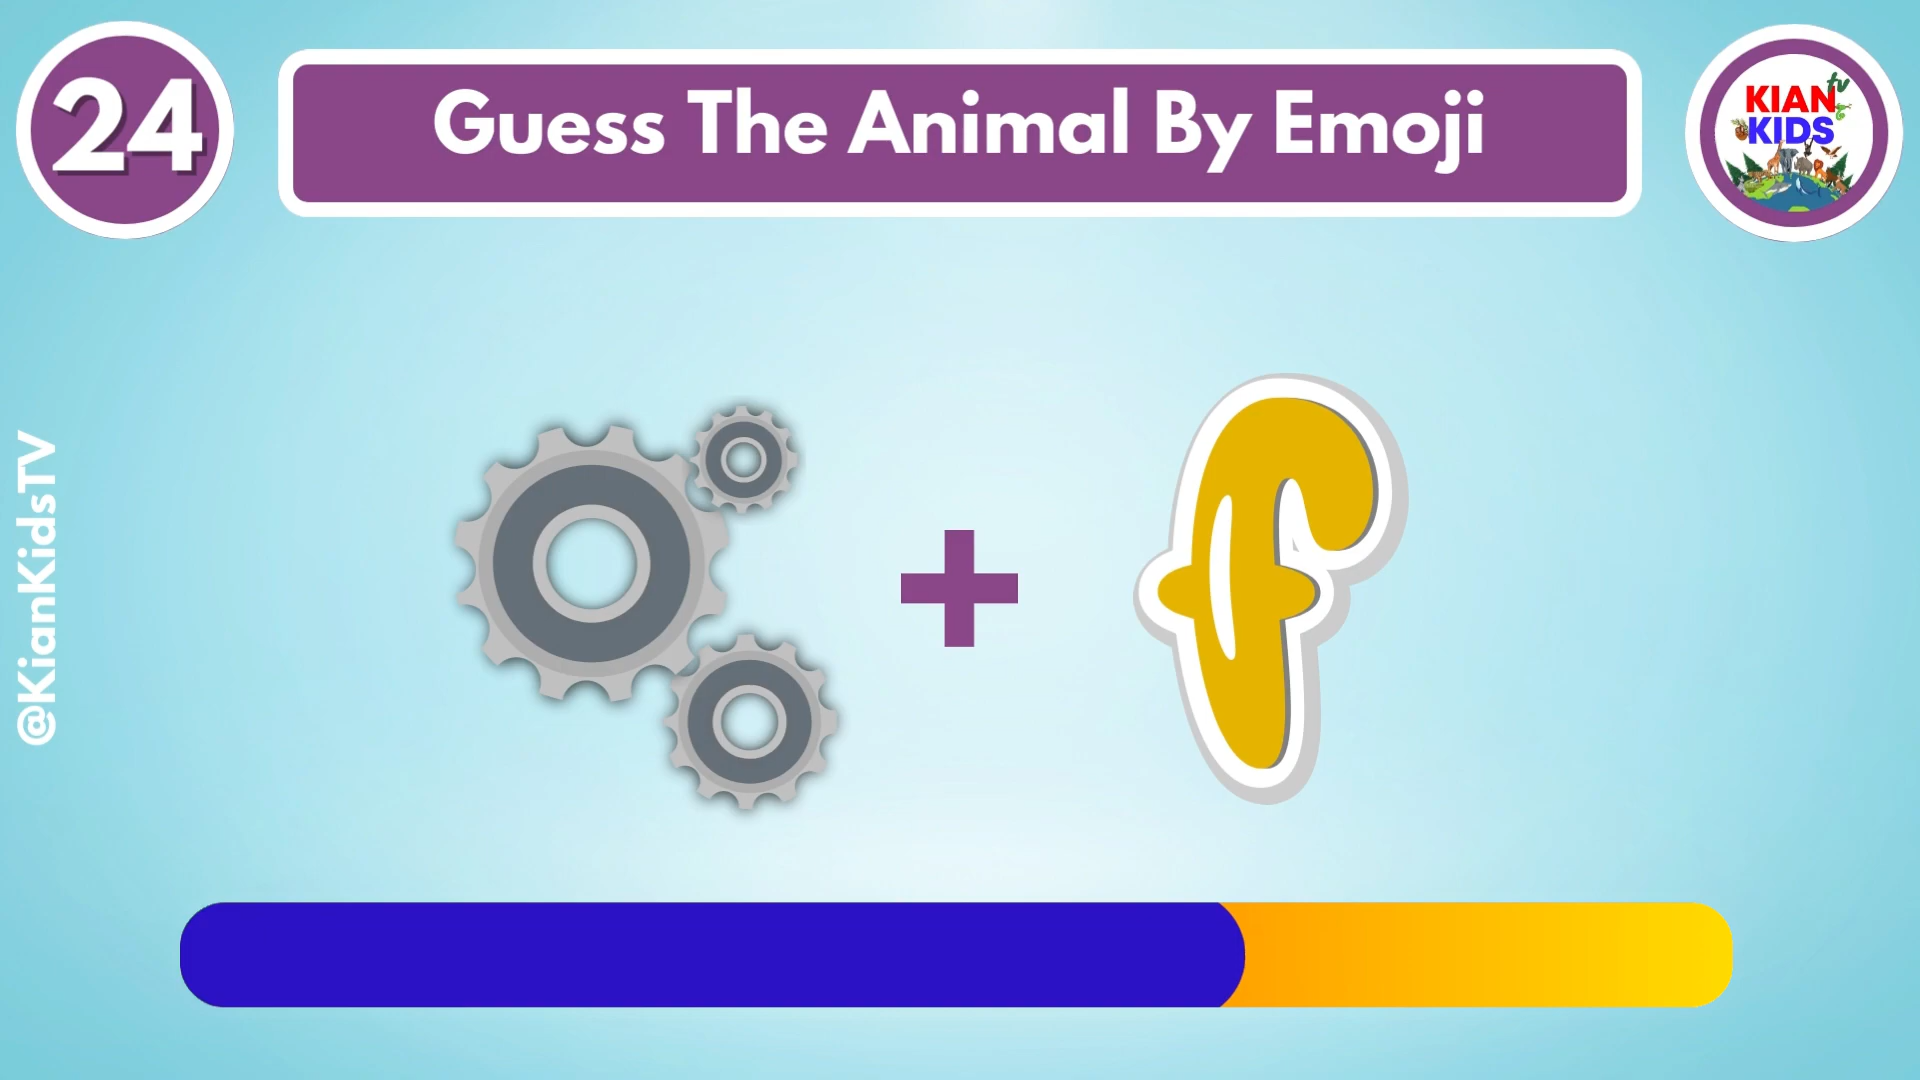 24
Guess The Animal By Emoji
KIAN tv
KIDS
@KianKidsTV
+
f